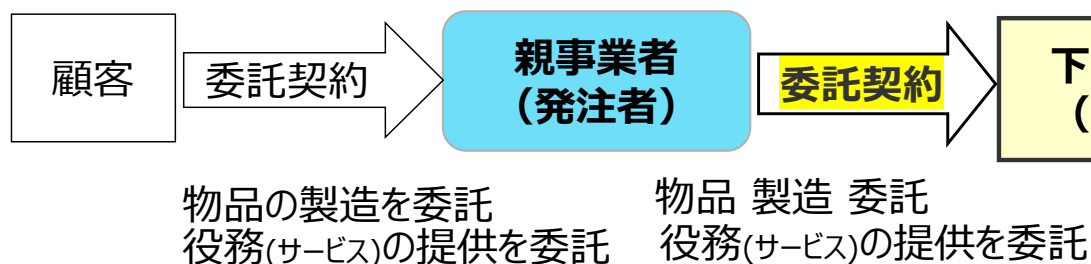 顧客
委託契約
親事業者
（発注者）
委託契約
下
（
物品の製造を委託
役務(サービス)の提供を委託
物品 製造 委託
役務(サービス)の提供を委託